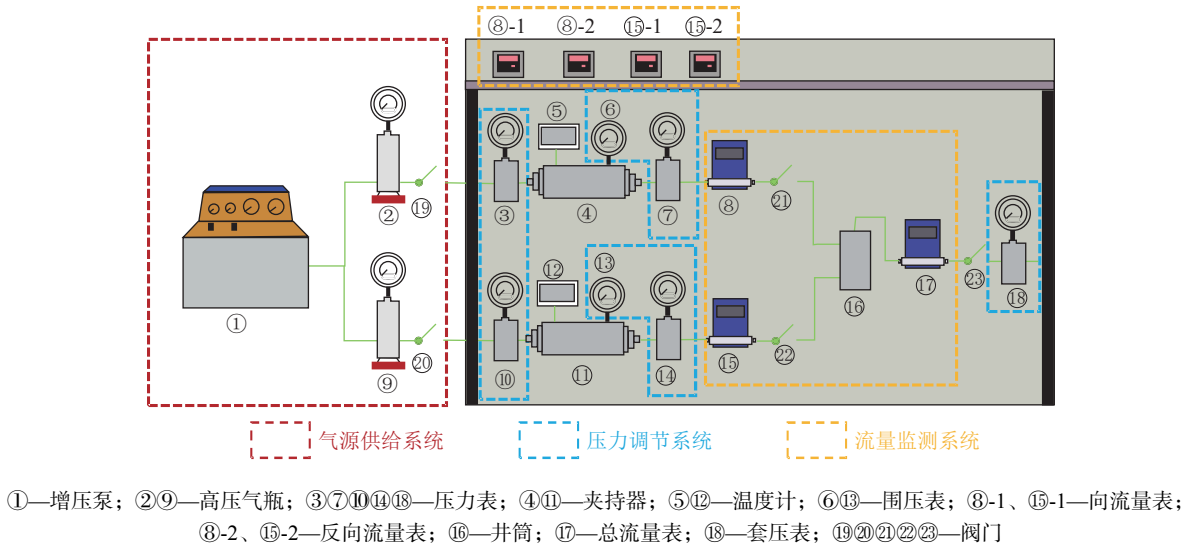 ⑧-1 ⑧-2 ⑮-1 ⑮-2
⑤ ⑥
② ⑲ ③ ④ ⑦ ⑧ ㉑
⑫ ⑬ ⑯ ⑰ ㉓ ⑱
①
⑨ ⑳ ⑩ ⑪ ⑭ ⑮ ㉒
气源供给系统 压力调节系统 流量监测系统
①—增压泵；②⑨—高压气瓶；③⑦⑩⑭⑱—压力表；④⑪—夹持器；⑤⑫—温度计；⑥⑬—围压表；⑧-1、⑮-1—向流量表；
⑧-2、⑮-2—反向流量表；⑯—井筒；⑰—总流量表；⑱—套压表；⑲⑳㉑㉒㉓—阀门